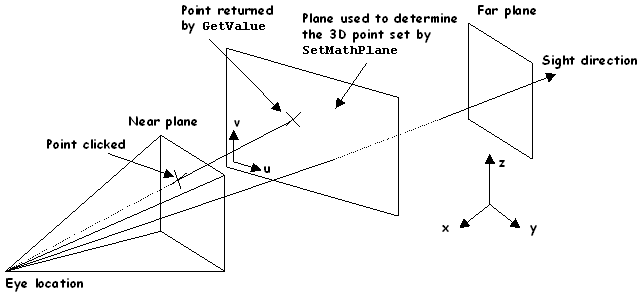 Point returned
by GetValue
Plane used to determine
the 3D point set by
SetMathPlane
Far plane
Sight direction
Near plane
Point clicked
v
u
z
x
y
Eye location